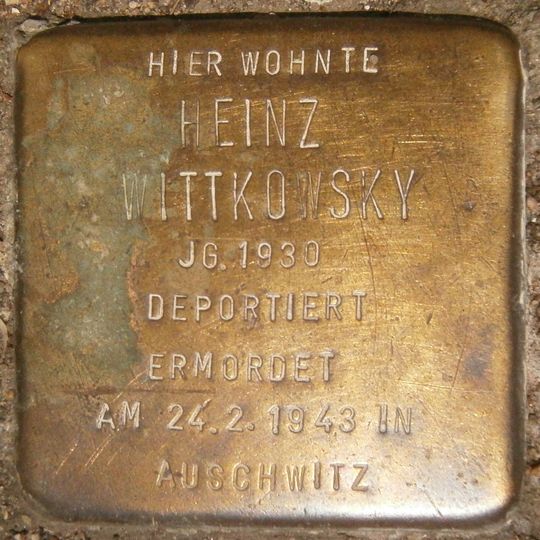 HIER WOHNTE
HEINZ
WITTKOWSKY
JG. 1930
DEPORTIERT
ERMORDET
AM 24.2.1943 IN
AUSCHWITZ